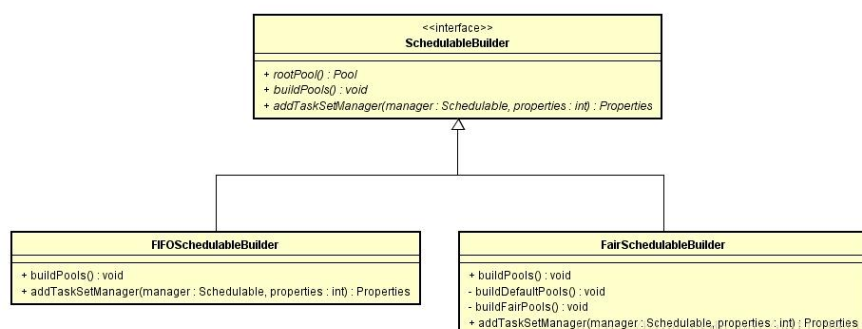 <<interface>>
SchedulableBuilder
+ rootPool() : Pool
+ buildPools() : void
+ addTaskSetManager(manager : Schedulable, properties : int) : Properties
FIFOSchedulableBuilder
+ buildPools() : void
+ addTaskSetManager(manager : Schedulable, properties : int) : Properties
FairSchedulableBuilder
+ buildPools() : void
- buildDefaultPools() : void
- buildFairPools() : void
+ addTaskSetManager(manager : Schedulable, properties : int) : Properties